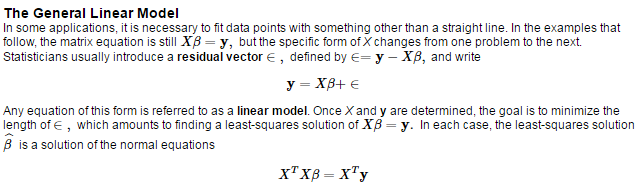 The General Linear Model
In some applications, it is necessary to fit data points with something other than a straight line. In the examples that
follow, the matrix equation is still Xβ = y, but the specific form of X changes from one problem to the next.
Statisticians usually introduce a residual vector ∈ , defined by ∈= y − Xβ, and write
y = Xβ+ ∈
Any equation of this form is referred to as a linear model. Once X and y are determined, the goal is to minimize the
length of ∈ , which amounts to finding a least-squares solution of Xβ = y. In each case, the least-squares solution
β̂ is a solution of the normal equations
XᵀXβ = Xᵀy